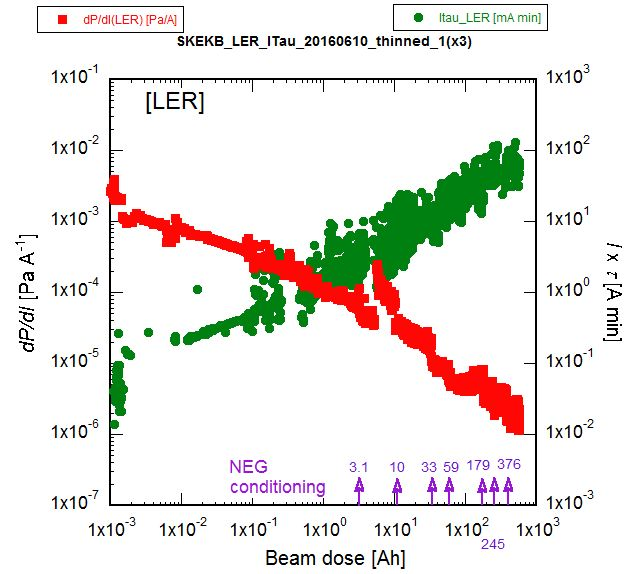 dP/dI(LER) [Pa/A]
Itau_LER [mA min]
SKEKB_LER_ITau_20160610_thinned_1(x3)
[LER]
1x10⁻¹
1x10⁻²
1x10⁻³
1x10⁻⁴
1x10⁻⁵
1x10⁻⁶
1x10⁻⁷
dP/dI [Pa A⁻¹]
1x10³
1x10²
1x10¹
1x10⁰
1x10⁻¹
1x10⁻²
1x10⁻³
I x τ [A min]
NEG
conditioning
3.1 10 33 59 179 376
245
1x10⁻³ 1x10⁻² 1x10⁻¹ 1x10⁰ 1x10¹ 1x10² 1x10³
Beam dose [Ah]